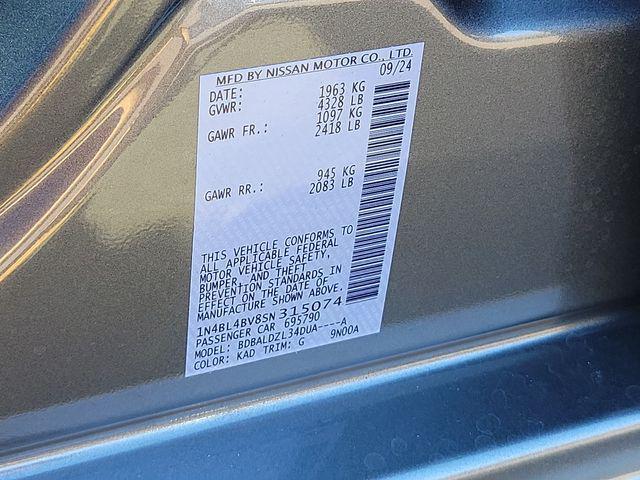 MFD BY NISSAN MOTOR CO., LTD.
DATE: 09/24
GVWR: 1963 KG
4328 LB
GAWR FR.: 1097 KG
2418 LB
GAWR RR.: 945 KG
2083 LB
THIS VEHICLE CONFORMS TO
ALL APPLICABLE FEDERAL
MOTOR VEHICLE SAFETY,
BUMPER, AND THEFT
PREVENTION STANDARDS IN
EFFECT ON THE DATE OF
MANUFACTURE SHOWN ABOVE.
1N4BL4BV8SN315074
PASSENGER CAR 695790
MODEL: BDBALDZL34DUA----A
COLOR: KAD TRIM: G 9N00A